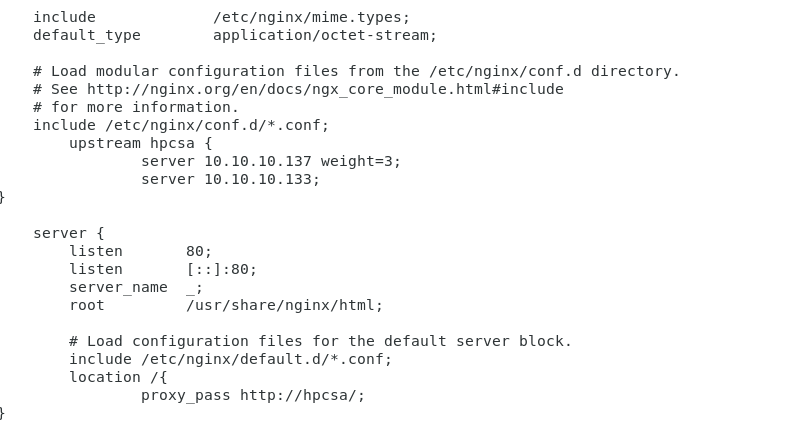 include             /etc/nginx/mime.types;
default_type        application/octet-stream;
# Load modular configuration files from the /etc/nginx/conf.d directory.
# See http://nginx.org/en/docs/ngx_core_module.html#include
# for more information.
include /etc/nginx/conf.d/*.conf;
upstream hpcsa {
server 10.10.10.137 weight=3;
server 10.10.10.133;
}
server {
listen       80;
listen       [::]:80;
server_name  _;
root         /usr/share/nginx/html;
# Load configuration files for the default server block.
include /etc/nginx/default.d/*.conf;
location /{
proxy_pass http://hpcsa/;
}